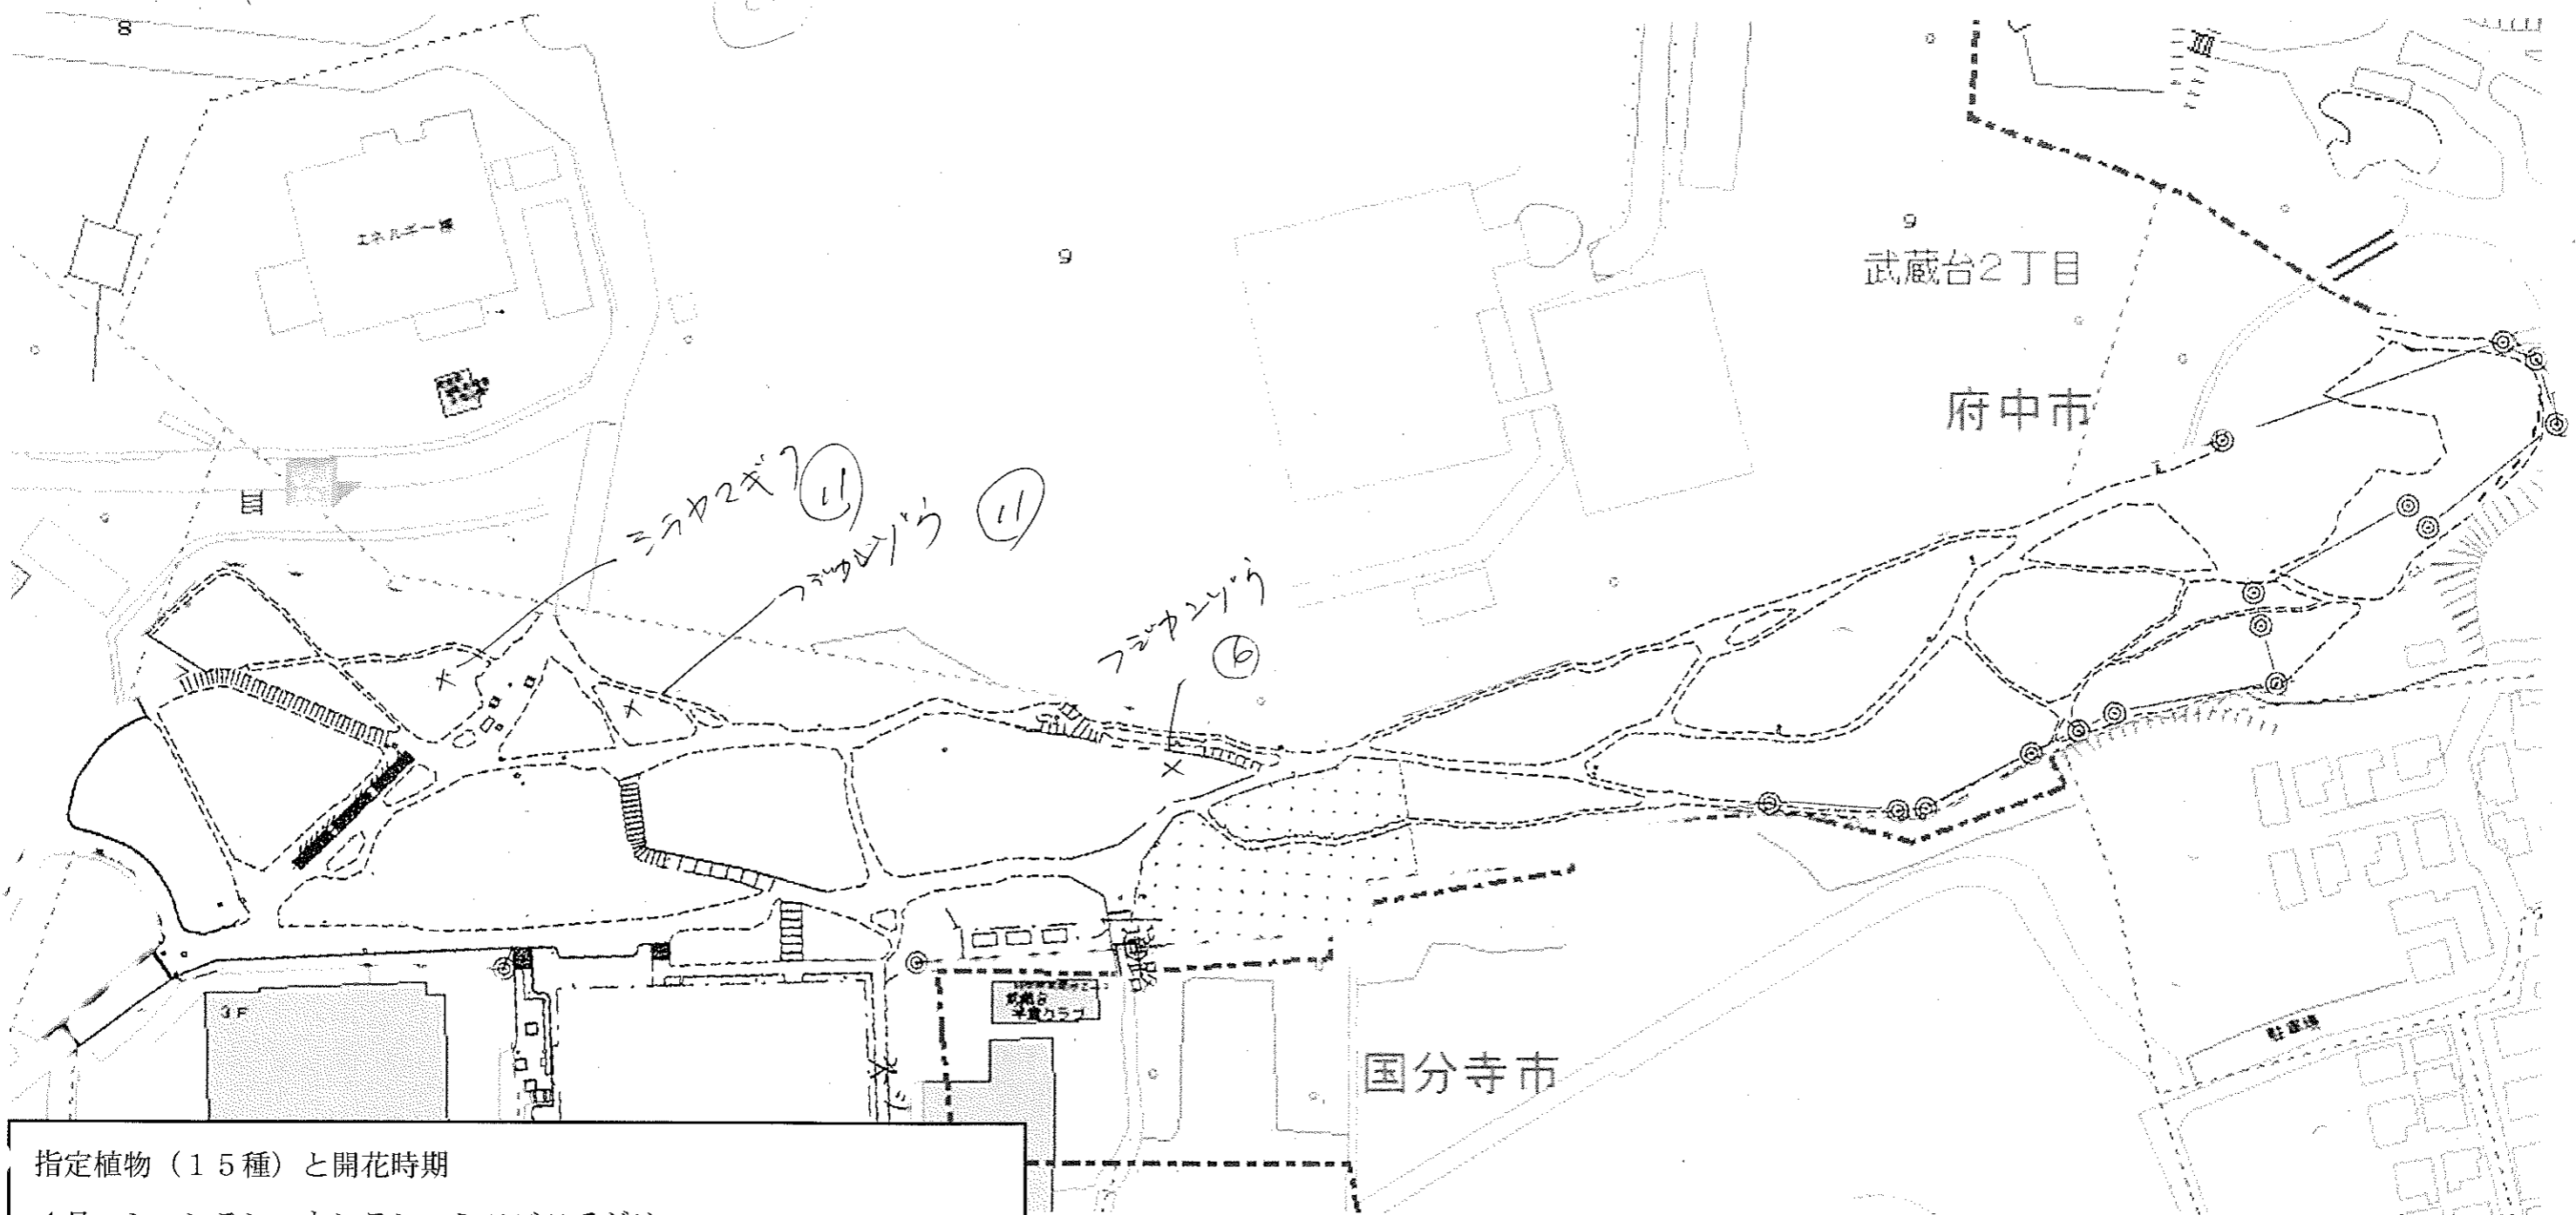 8
エネルギー棟
9
9
武蔵台2丁目
府中市
ミヤマギク ⑪
フジカンゾウ ⑪
フジカンゾウ
⑥
3F
武蔵台
学童クラブ
国分寺市
駐車場
指定植物（１５種）と開花時期